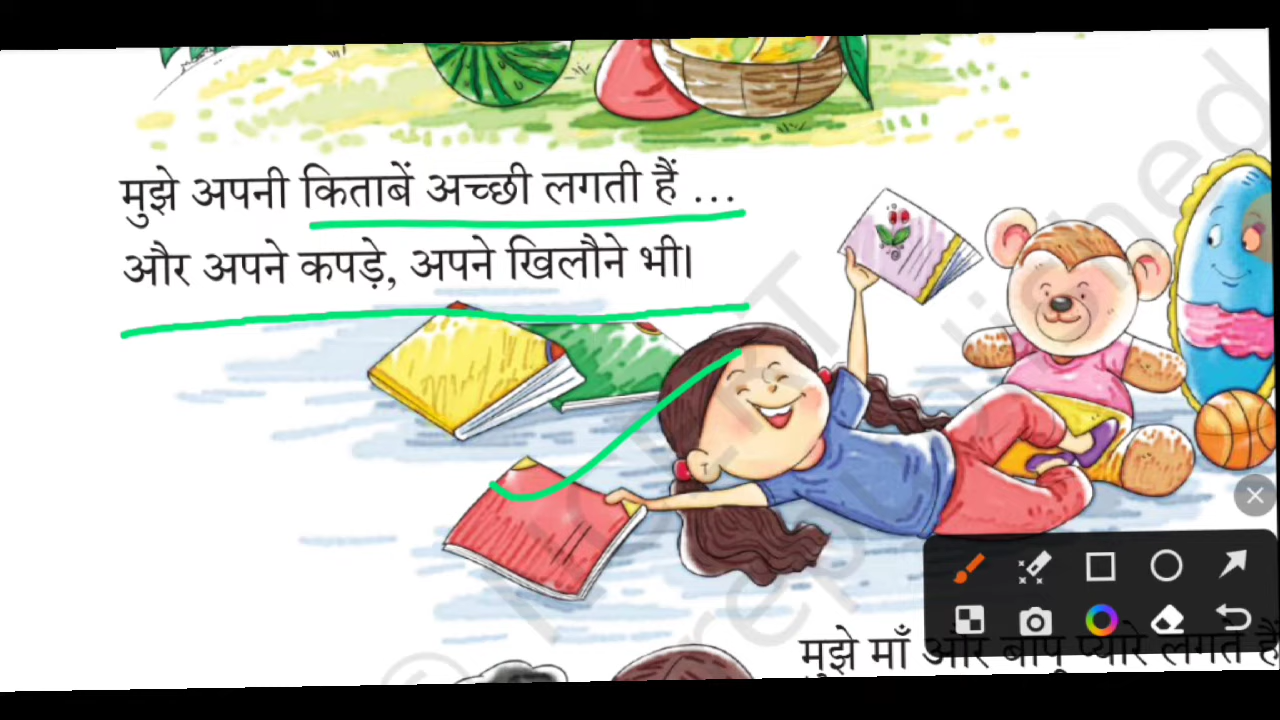 मुझे अपनी किताबें अच्छी लगती हैं ...
और अपने कपड़े, अपने खिलौने भी।
मुझे माँ और बापू प्यारे लगते हैं